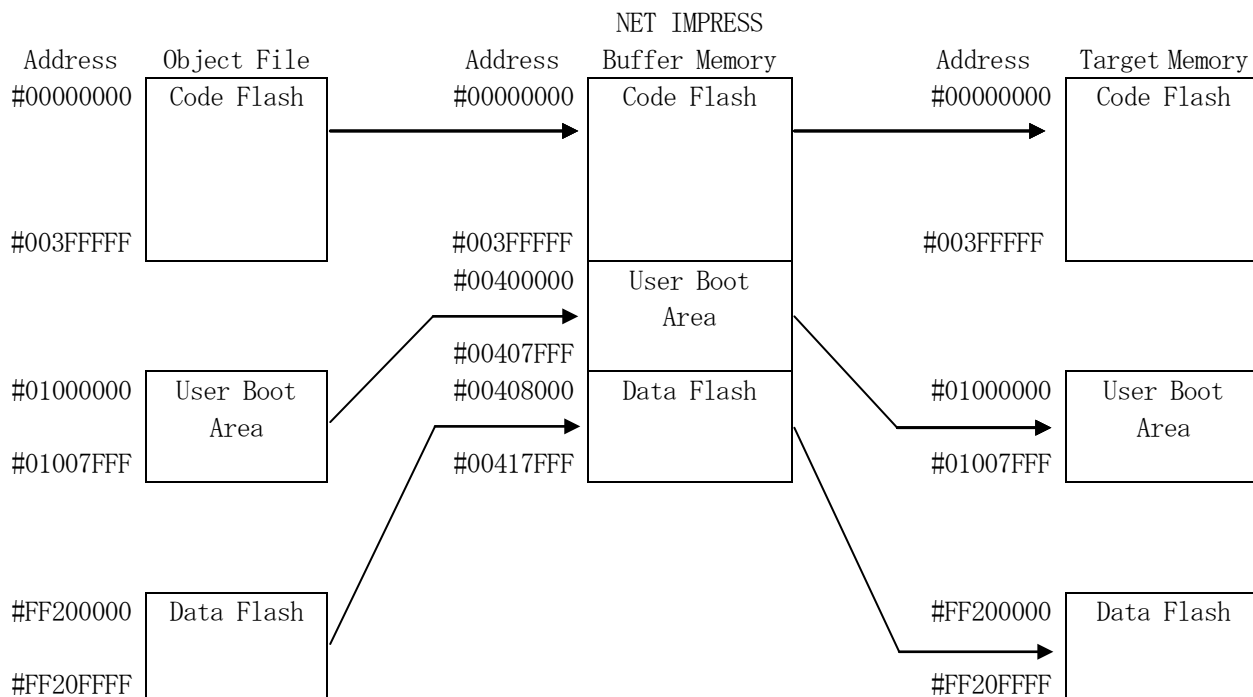 NET IMPRESS
Address Object File Address Buffer Memory Address Target Memory
#00000000 Code Flash #00000000 Code Flash #00000000 Code Flash
#003FFFFF #003FFFFF #003FFFFF
#00400000 User Boot
Area
#00407FFF
#01000000 User Boot #00408000 Data Flash #01000000 User Boot
Area Area
#01007FFF #00417FFF #01007FFF
#FF200000 Data Flash #FF200000 Data Flash
#FF20FFFF #FF20FFFF